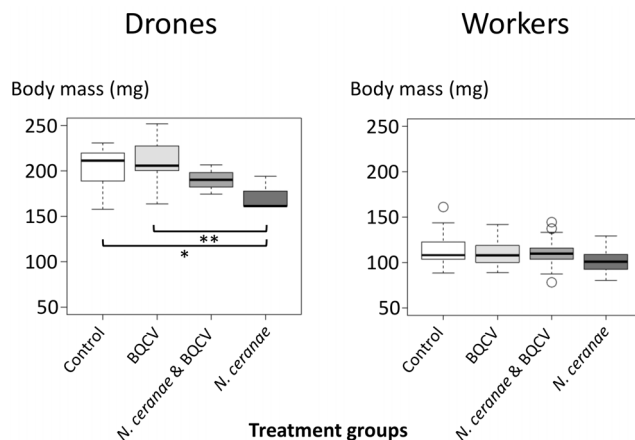 Drones
Workers
Body mass (mg)
Body mass (mg)
250
200
150
100
50
**
*
Control
BQCV
N. ceranae & BQCV
N. ceranae
250
200
150
100
50
Control
BQCV
N. ceranae & BQCV
N. ceranae
Treatment groups